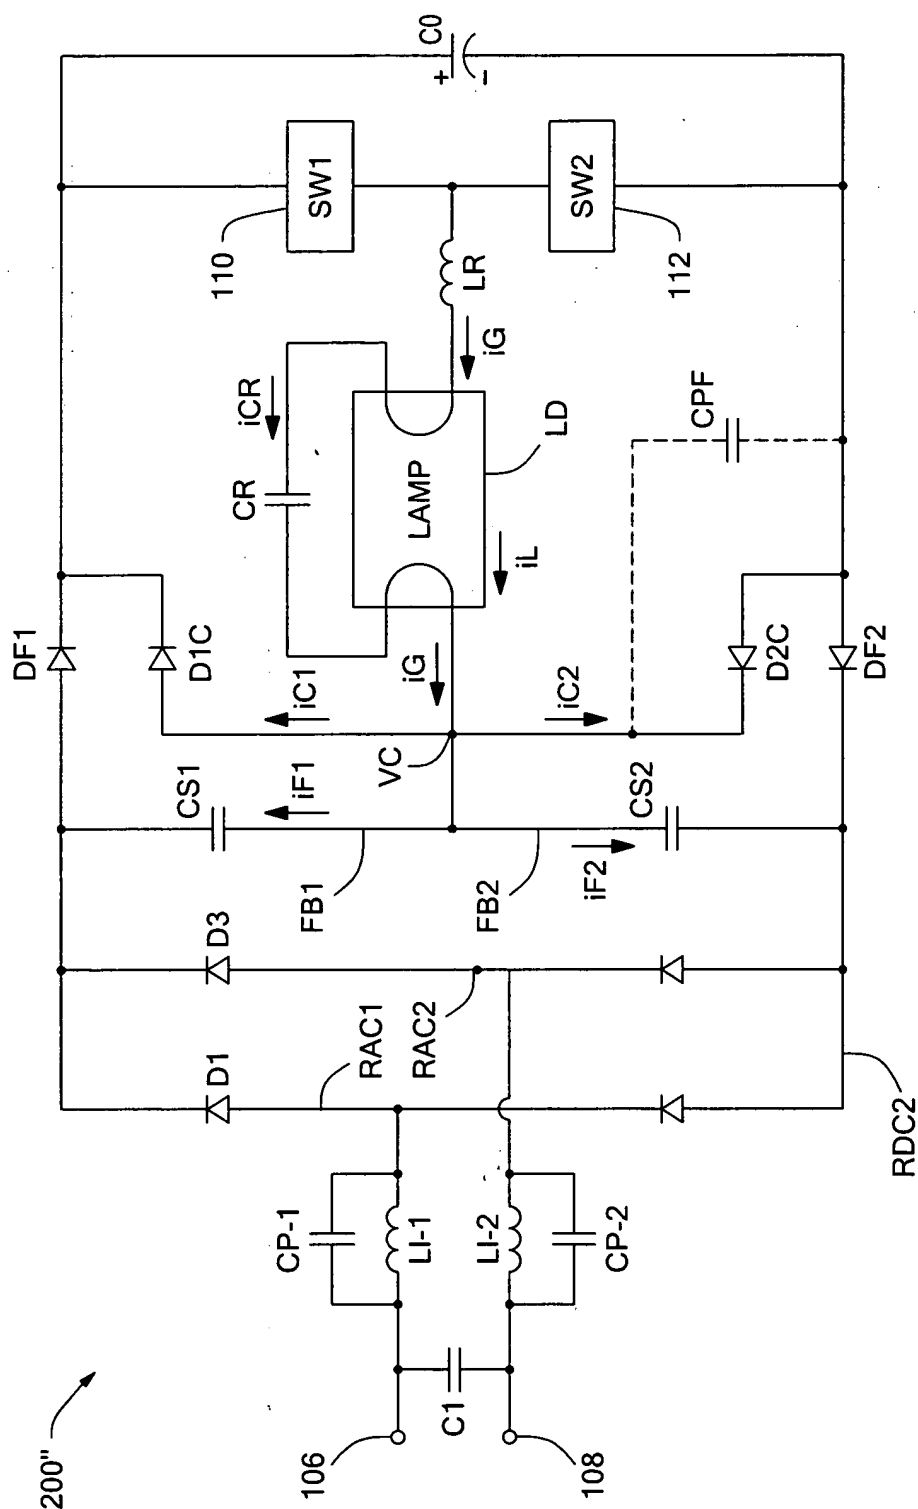 200"
106
108
C1
CP-1
LI-1
LI-2
CP-2
D1
D3
RAC1
RAC2
RDC2
CS1
iF1
FB1
FB2
iF2
CS2
DF1
D1C
iC1
VC
iG
iC2
D2C
DF2
CR
iCR
LAMP
iL
LD
CPF
iG
LR
110
SW1
SW2
112
C0
+
-